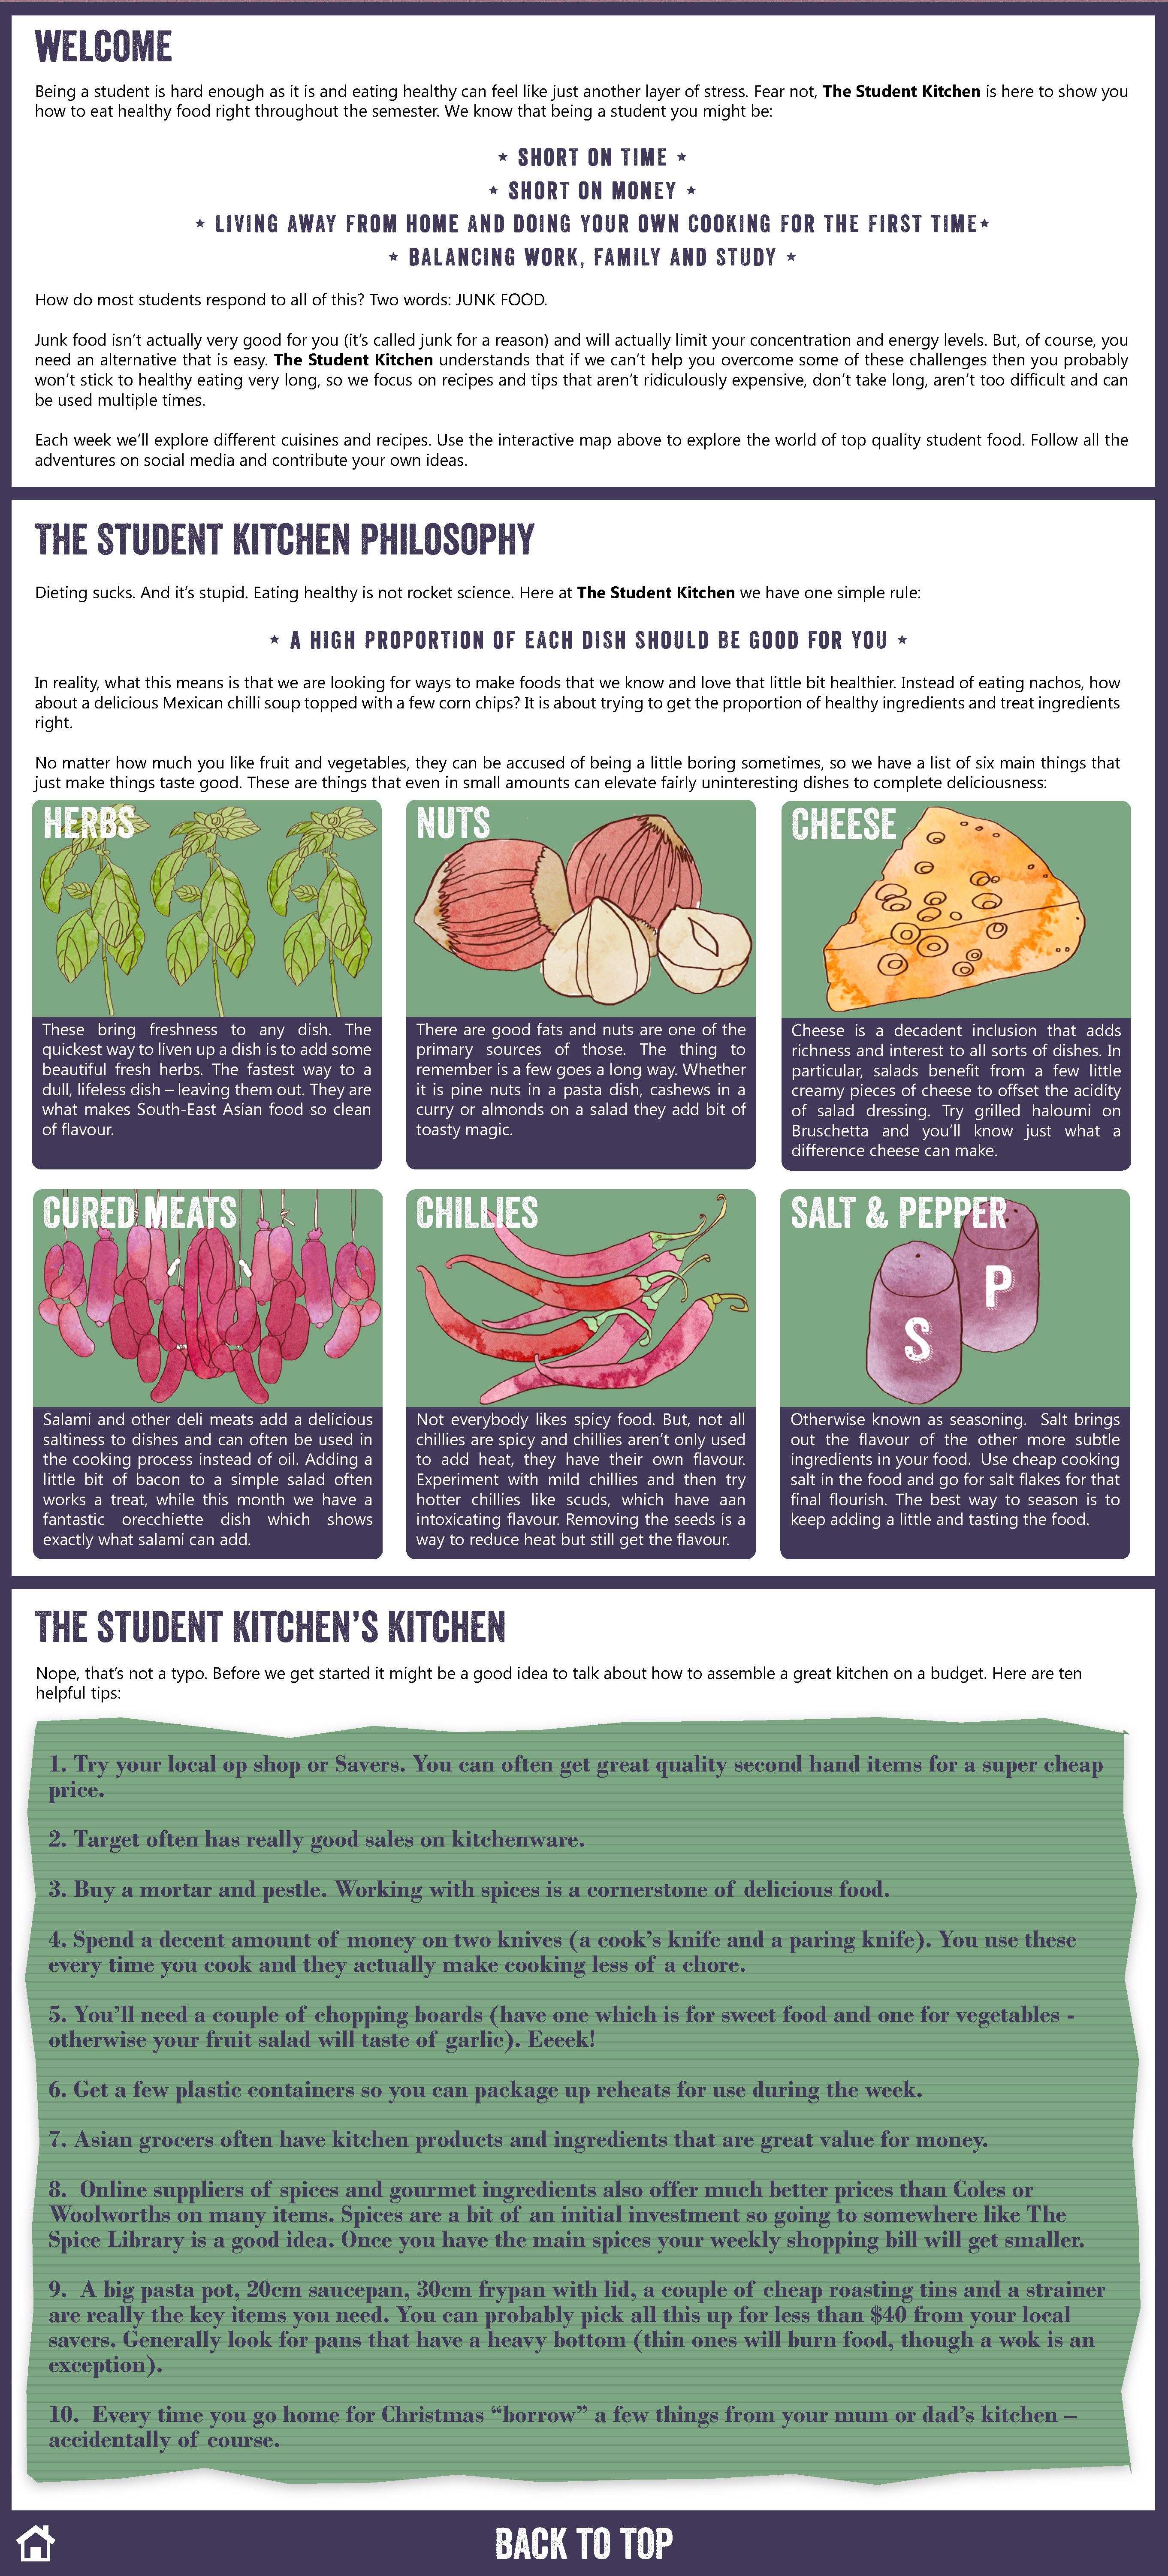 WELCOME
Being a student is hard enough as it is and eating healthy can feel like just another layer of stress. Fear not, The Student Kitchen is here to show you
how to eat healthy food right throughout the semester. We know that being a student you might be:
★ SHORT ON TIME ★
★ SHORT ON MONEY ★
★ LIVING AWAY FROM HOME AND DOING YOUR OWN COOKING FOR THE FIRST TIME★
★ BALANCING WORK, FAMILY AND STUDY ★
How do most students respond to all of this? Two words: JUNK FOOD.
Junk food isn't actually very good for you (it's called junk for a reason) and will actually limit your concentration and energy levels. But, of course, you
need an alternative that is easy. The Student Kitchen understands that if we can't help you overcome some of these challenges then you probably
won't stick to healthy eating very long, so we focus on recipes and tips that aren't ridiculously expensive, don't take long, aren't too difficult and can
be used multiple times.
Each week we'll explore different cuisines and recipes. Use the interactive map above to explore the world of top quality student food. Follow all the
adventures on social media and contribute your own ideas.
THE STUDENT KITCHEN PHILOSOPHY
Dieting sucks. And it's stupid. Eating healthy is not rocket science. Here at The Student Kitchen we have one simple rule:
★ A HIGH PROPORTION OF EACH DISH SHOULD BE GOOD FOR YOU ★
In reality, what this means is that we are looking for ways to make foods that we know and love that little bit healthier. Instead of eating nachos, how
about a delicious Mexican chilli soup topped with a few corn chips? It is about trying to get the proportion of healthy ingredients and treat ingredients
right.
No matter how much you like fruit and vegetables, they can be accused of being a little boring sometimes, so we have a list of six main things that
just make things taste good. These are things that even in small amounts can elevate fairly uninteresting dishes to complete deliciousness:
HERBS
These bring freshness to any dish. The
quickest way to liven up a dish is to add some
beautiful fresh herbs. The fastest way to a
dull, lifeless dish – leaving them out. They are
what makes South-East Asian food so clean
of flavour.
NUTS
There are good fats and nuts are one of the
primary sources of those. The thing to
remember is a few goes a long way. Whether
it is pine nuts in a pasta dish, cashews in a
curry or almonds on a salad they add bit of
toasty magic.
CHEESE
Cheese is a decadent inclusion that adds
richness and interest to all sorts of dishes. In
particular, salads benefit from a few little
creamy pieces of cheese to offset the acidity
of salad dressing. Try grilled haloumi on
Bruschetta and you'll know just what a
difference cheese can make.
CURED MEATS
Salami and other deli meats add a delicious
saltiness to dishes and can often be used in
the cooking process instead of oil. Adding a
little bit of bacon to a simple salad often
works a treat, while this month we have a
fantastic orecchiette dish which shows
exactly what salami can add.
CHILLIES
Not everybody likes spicy food. But, not all
chillies are spicy and chillies aren't only used
to add heat, they have their own flavour.
Experiment with mild chillies and then try
hotter chillies like scuds, which have aan
intoxicating flavour. Removing the seeds is a
way to reduce heat but still get the flavour.
SALT & PEPPER
S
P
Otherwise known as seasoning. Salt brings
out the flavour of the other more subtle
ingredients in your food. Use cheap cooking
salt in the food and go for salt flakes for that
final flourish. The best way to season is to
keep adding a little and tasting the food.
THE STUDENT KITCHEN'S KITCHEN
Nope, that's not a typo. Before we get started it might be a good idea to talk about how to assemble a great kitchen on a budget. Here are ten
helpful tips:
1. Try your local op shop or Savers. You can often get great quality second hand items for a super cheap
price.
2. Target often has really good sales on kitchenware.
3. Buy a mortar and pestle. Working with spices is a cornerstone of delicious food.
4. Spend a decent amount of money on two knives (a cook's knife and a paring knife). You use these
every time you cook and they actually make cooking less of a chore.
5. You'll need a couple of chopping boards (have one which is for sweet food and one for vegetables -
otherwise your fruit salad will taste of garlic). Eeeek!
6. Get a few plastic containers so you can package up reheats for use during the week.
7. Asian grocers often have kitchen products and ingredients that are great value for money.
8. Online suppliers of spices and gourmet ingredients also offer much better prices than Coles or
Woolworths on many items. Spices are a bit of an initial investment so going to somewhere like The
Spice Library is a good idea. Once you have the main spices your weekly shopping bill will get smaller.
9. A big pasta pot, 20cm saucepan, 30cm frypan with lid, a couple of cheap roasting tins and a strainer
are really the key items you need. You can probably pick all this up for less than $40 from your local
savers. Generally look for pans that have a heavy bottom (thin ones will burn food, though a wok is an
exception).
10. Every time you go home for Christmas “borrow” a few things from your mum or dad's kitchen –
accidentally of course.
BACK TO TOP